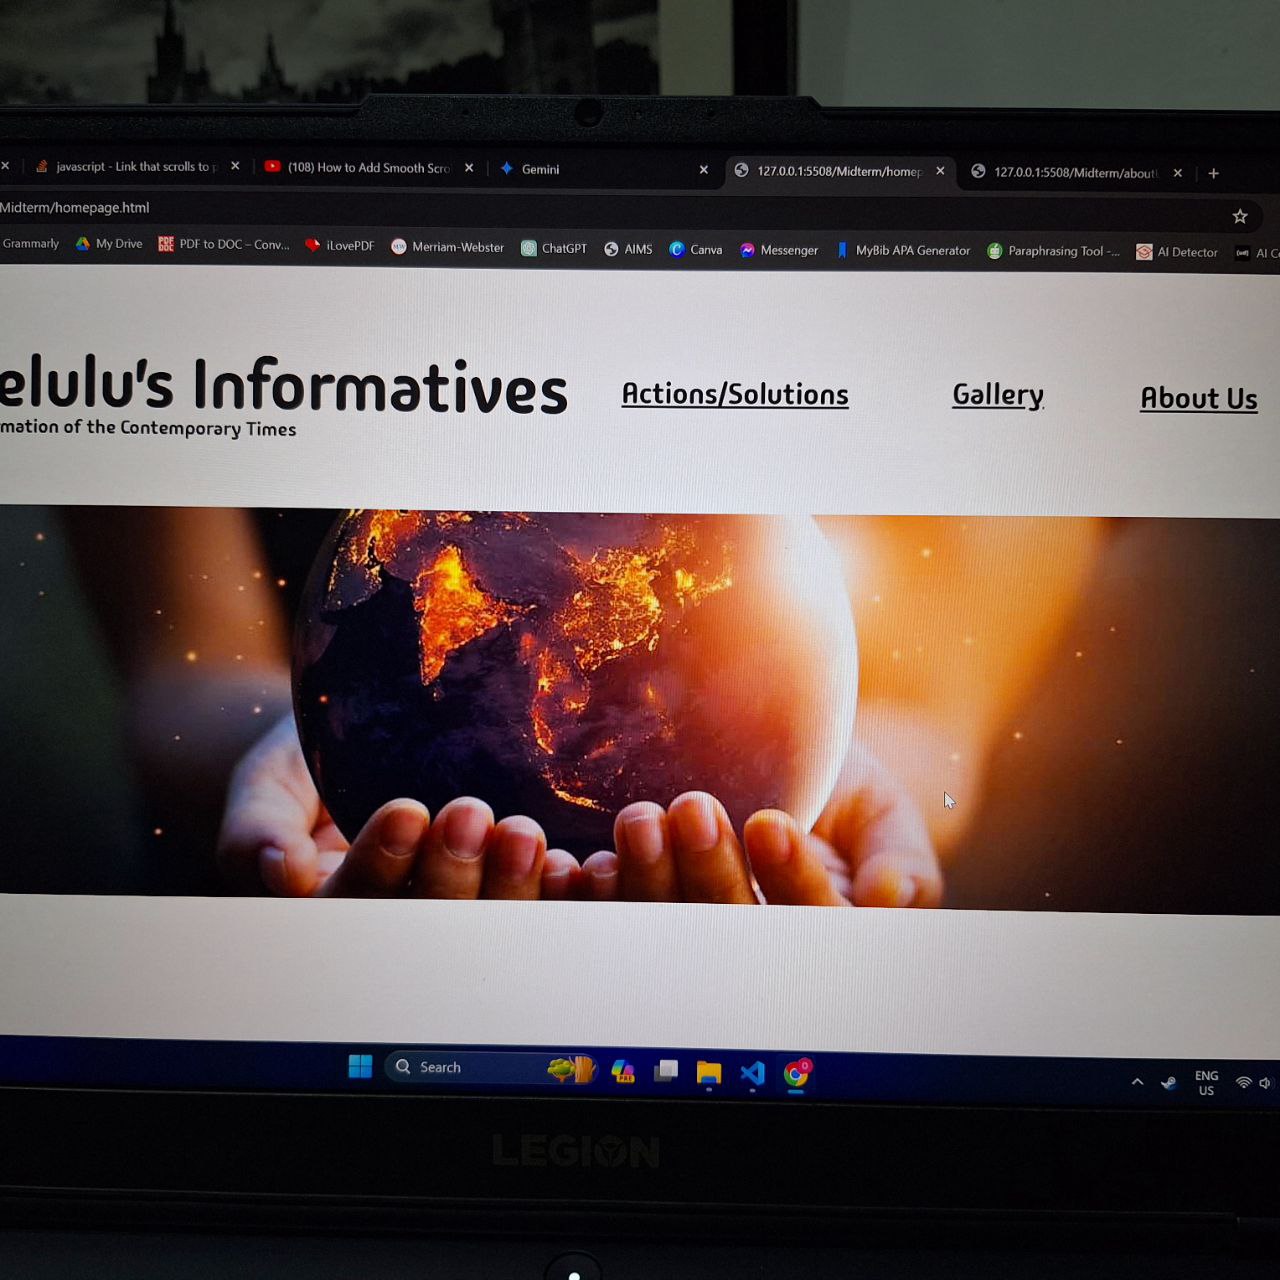 javascript - Link that scrolls to p
(108) How to Add Smooth Scro
Gemini
127.0.0.1:5508/Midterm/homep
127.0.0.1:5508/Midterm/about
Midterm/homepage.html
Grammarly
My Drive
PDF to DOC – Conv...
iLovePDF
Merriam-Webster
ChatGPT
AIMS
Canva
Messenger
MyBib APA Generator
Paraphrasing Tool -...
AI Detector
AI C
elulu's Informatives
mation of the Contemporary Times
Actions/Solutions
Gallery
About Us
Search
PRE
ENG
US
LEGION